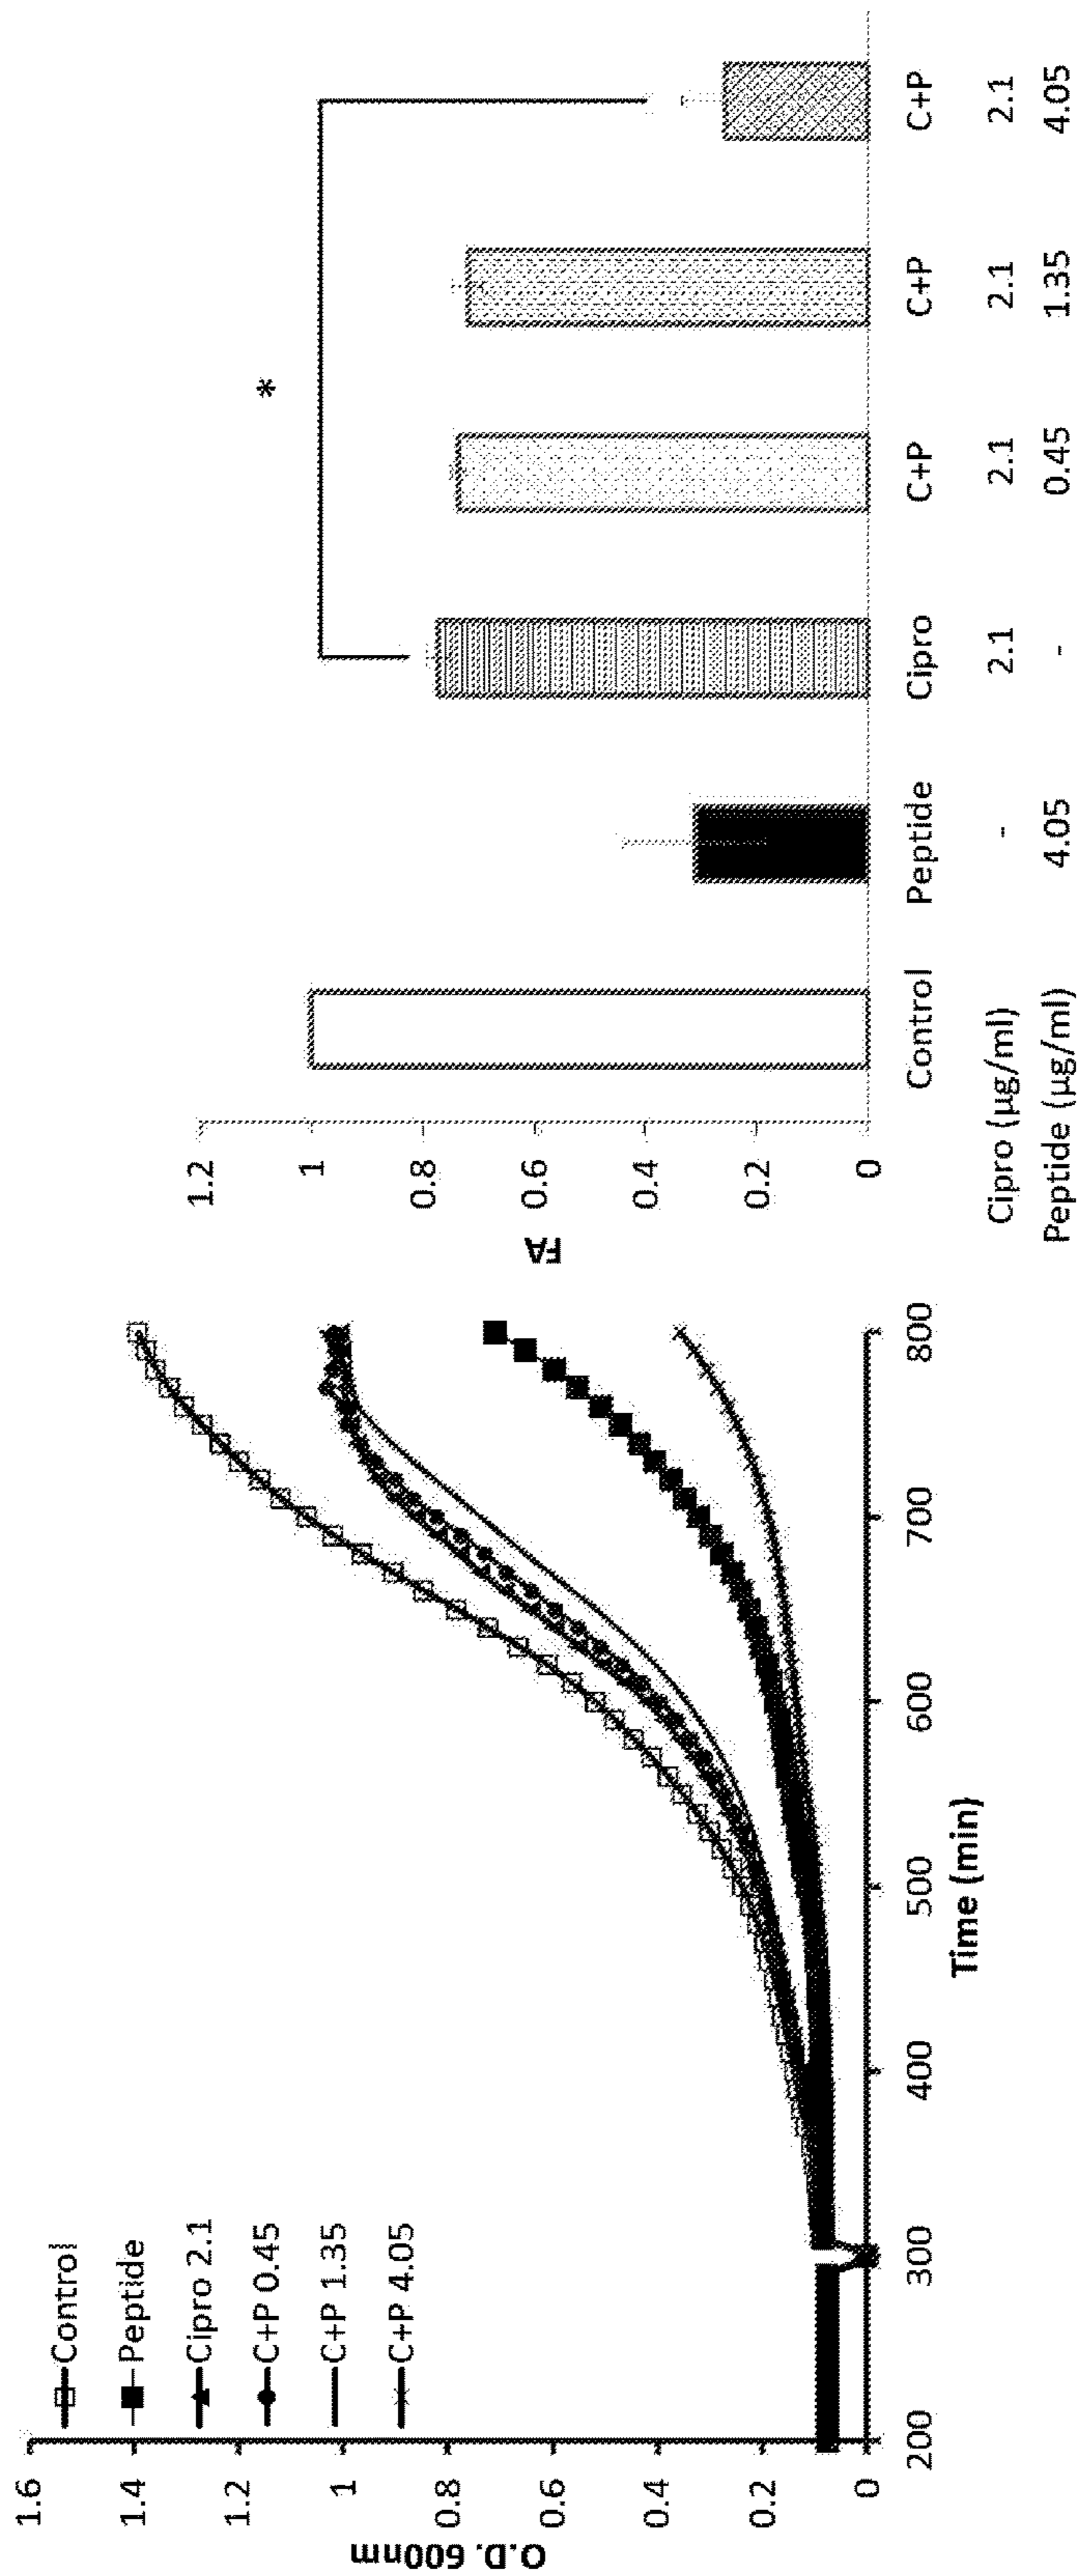 O.D. 600nm
1.6
1.4
1.2
1
0.8
0.6
0.4
0.2
0
Control
Peptide
Cipro 2.1
C+P 0.45
C+P 1.35
C+P 4.05
200 300 400 500 600 700 800
Time (min)
FA
1.2
1
0.8
0.6
0.4
0.2
0
*
Control Peptide Cipro C+P C+P C+P
Cipro (µg/ml) - 2.1 2.1 2.1 2.1
Peptide (µg/ml) 4.05 - 0.45 1.35 4.05